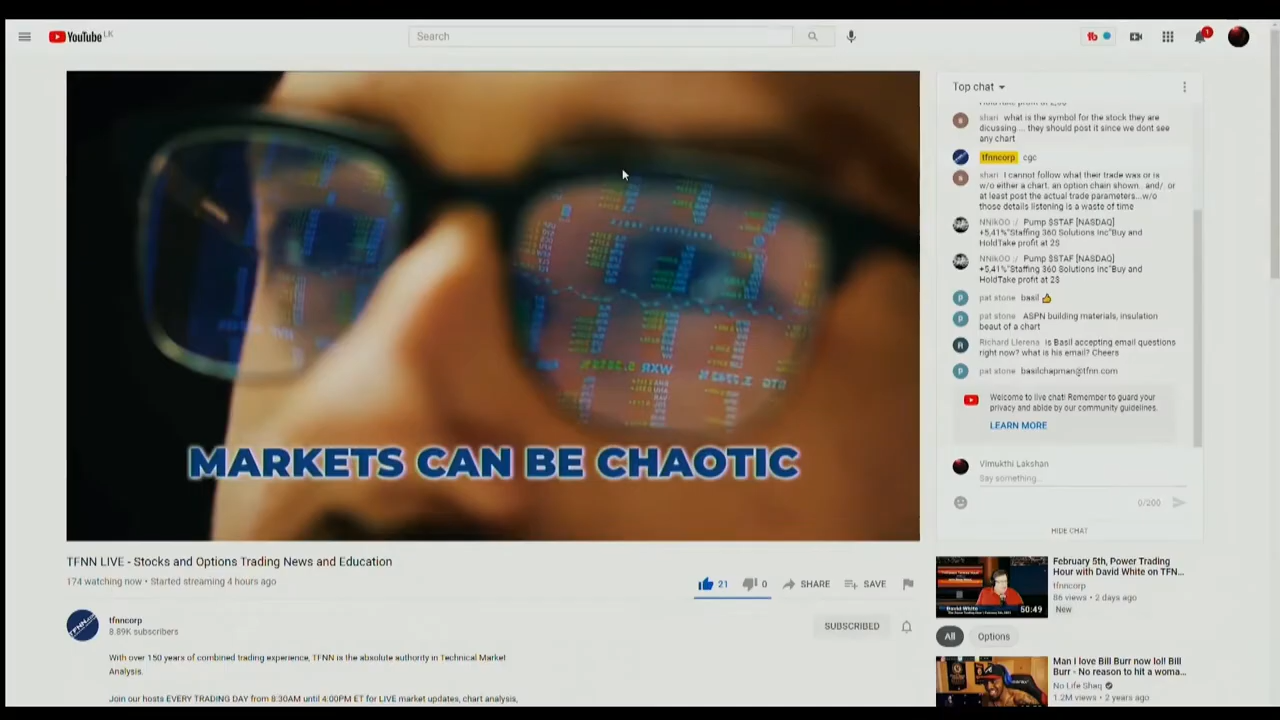 YouTube LK
Search
1
Top chat
shari what is the symbol for the stock they are
dicussing.... they should post it since we dont see
any chart
tfnncorp cgc
shari I cannot follow what their trade was or is
w/o either a chart, an option chain shown...and/. or
at least post the actual trade parameters...w/o
those details listening is a waste of time
NNikOO :/ Pump $STAF [NASDAQ]
+5,41%"Staffing 360 Solutions Inc"Buy and
HoldTake profit at 2$
NNikOO :/ Pump $STAF [NASDAQ]
+5,41%"Staffing 360 Solutions Inc"Buy and
HoldTake profit at 2$
pat stone basil 👍
pat stone ASPN building materials, insulation
beaut of a chart
Richard Llerena is Basil accepting email questions
right now? what is his email? Cheers
pat stone basilchapman@tfnn.com
Welcome to live chat! Remember to guard your
privacy and abide by our community guidelines.
LEARN MORE
Vimukthi Lakshan
Say something...
0/200
HIDE CHAT
MARKETS CAN BE CHAOTIC
TFNN LIVE - Stocks and Options Trading News and Education
174 watching now • Started streaming 4 hours ago
21 0 SHARE SAVE
tfnncorp
8.89K subscribers
SUBSCRIBED
With over 150 years of combined trading experience, TFNN is the absolute authority in Technical Market
Analysis.
Join our hosts EVERY TRADING DAY from 8:30AM until 4:00PM ET for LIVE market updates, chart analysis,
February 5th, Power Trading
Hour with David White on TFN...
tfnncorp
86 views • 2 days ago
New
David White
50:49
All Options
Man I love Bill Burr now lol! Bill
Burr - No reason to hit a woma...
No Life Shaq
1.2M views • 2 years ago